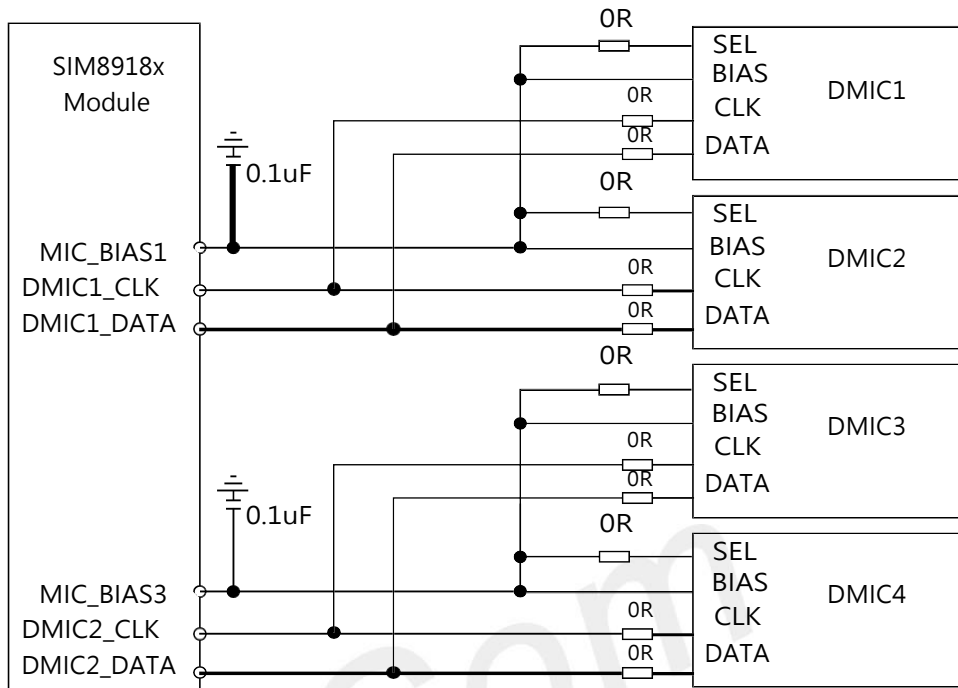 SIM8918x
Module
0.1uF
MIC_BIAS1
DMIC1_CLK
DMIC1_DATA
0.1uF
MIC_BIAS3
DMIC2_CLK
DMIC2_DATA
0R
SEL
BIAS
0R
CLK
0R
DATA
DMIC1
0R
SEL
BIAS
0R
CLK
0R
DATA
DMIC2
0R
SEL
BIAS
0R
CLK
0R
DATA
DMIC3
0R
SEL
BIAS
0R
CLK
0R
DATA
DMIC4
Com